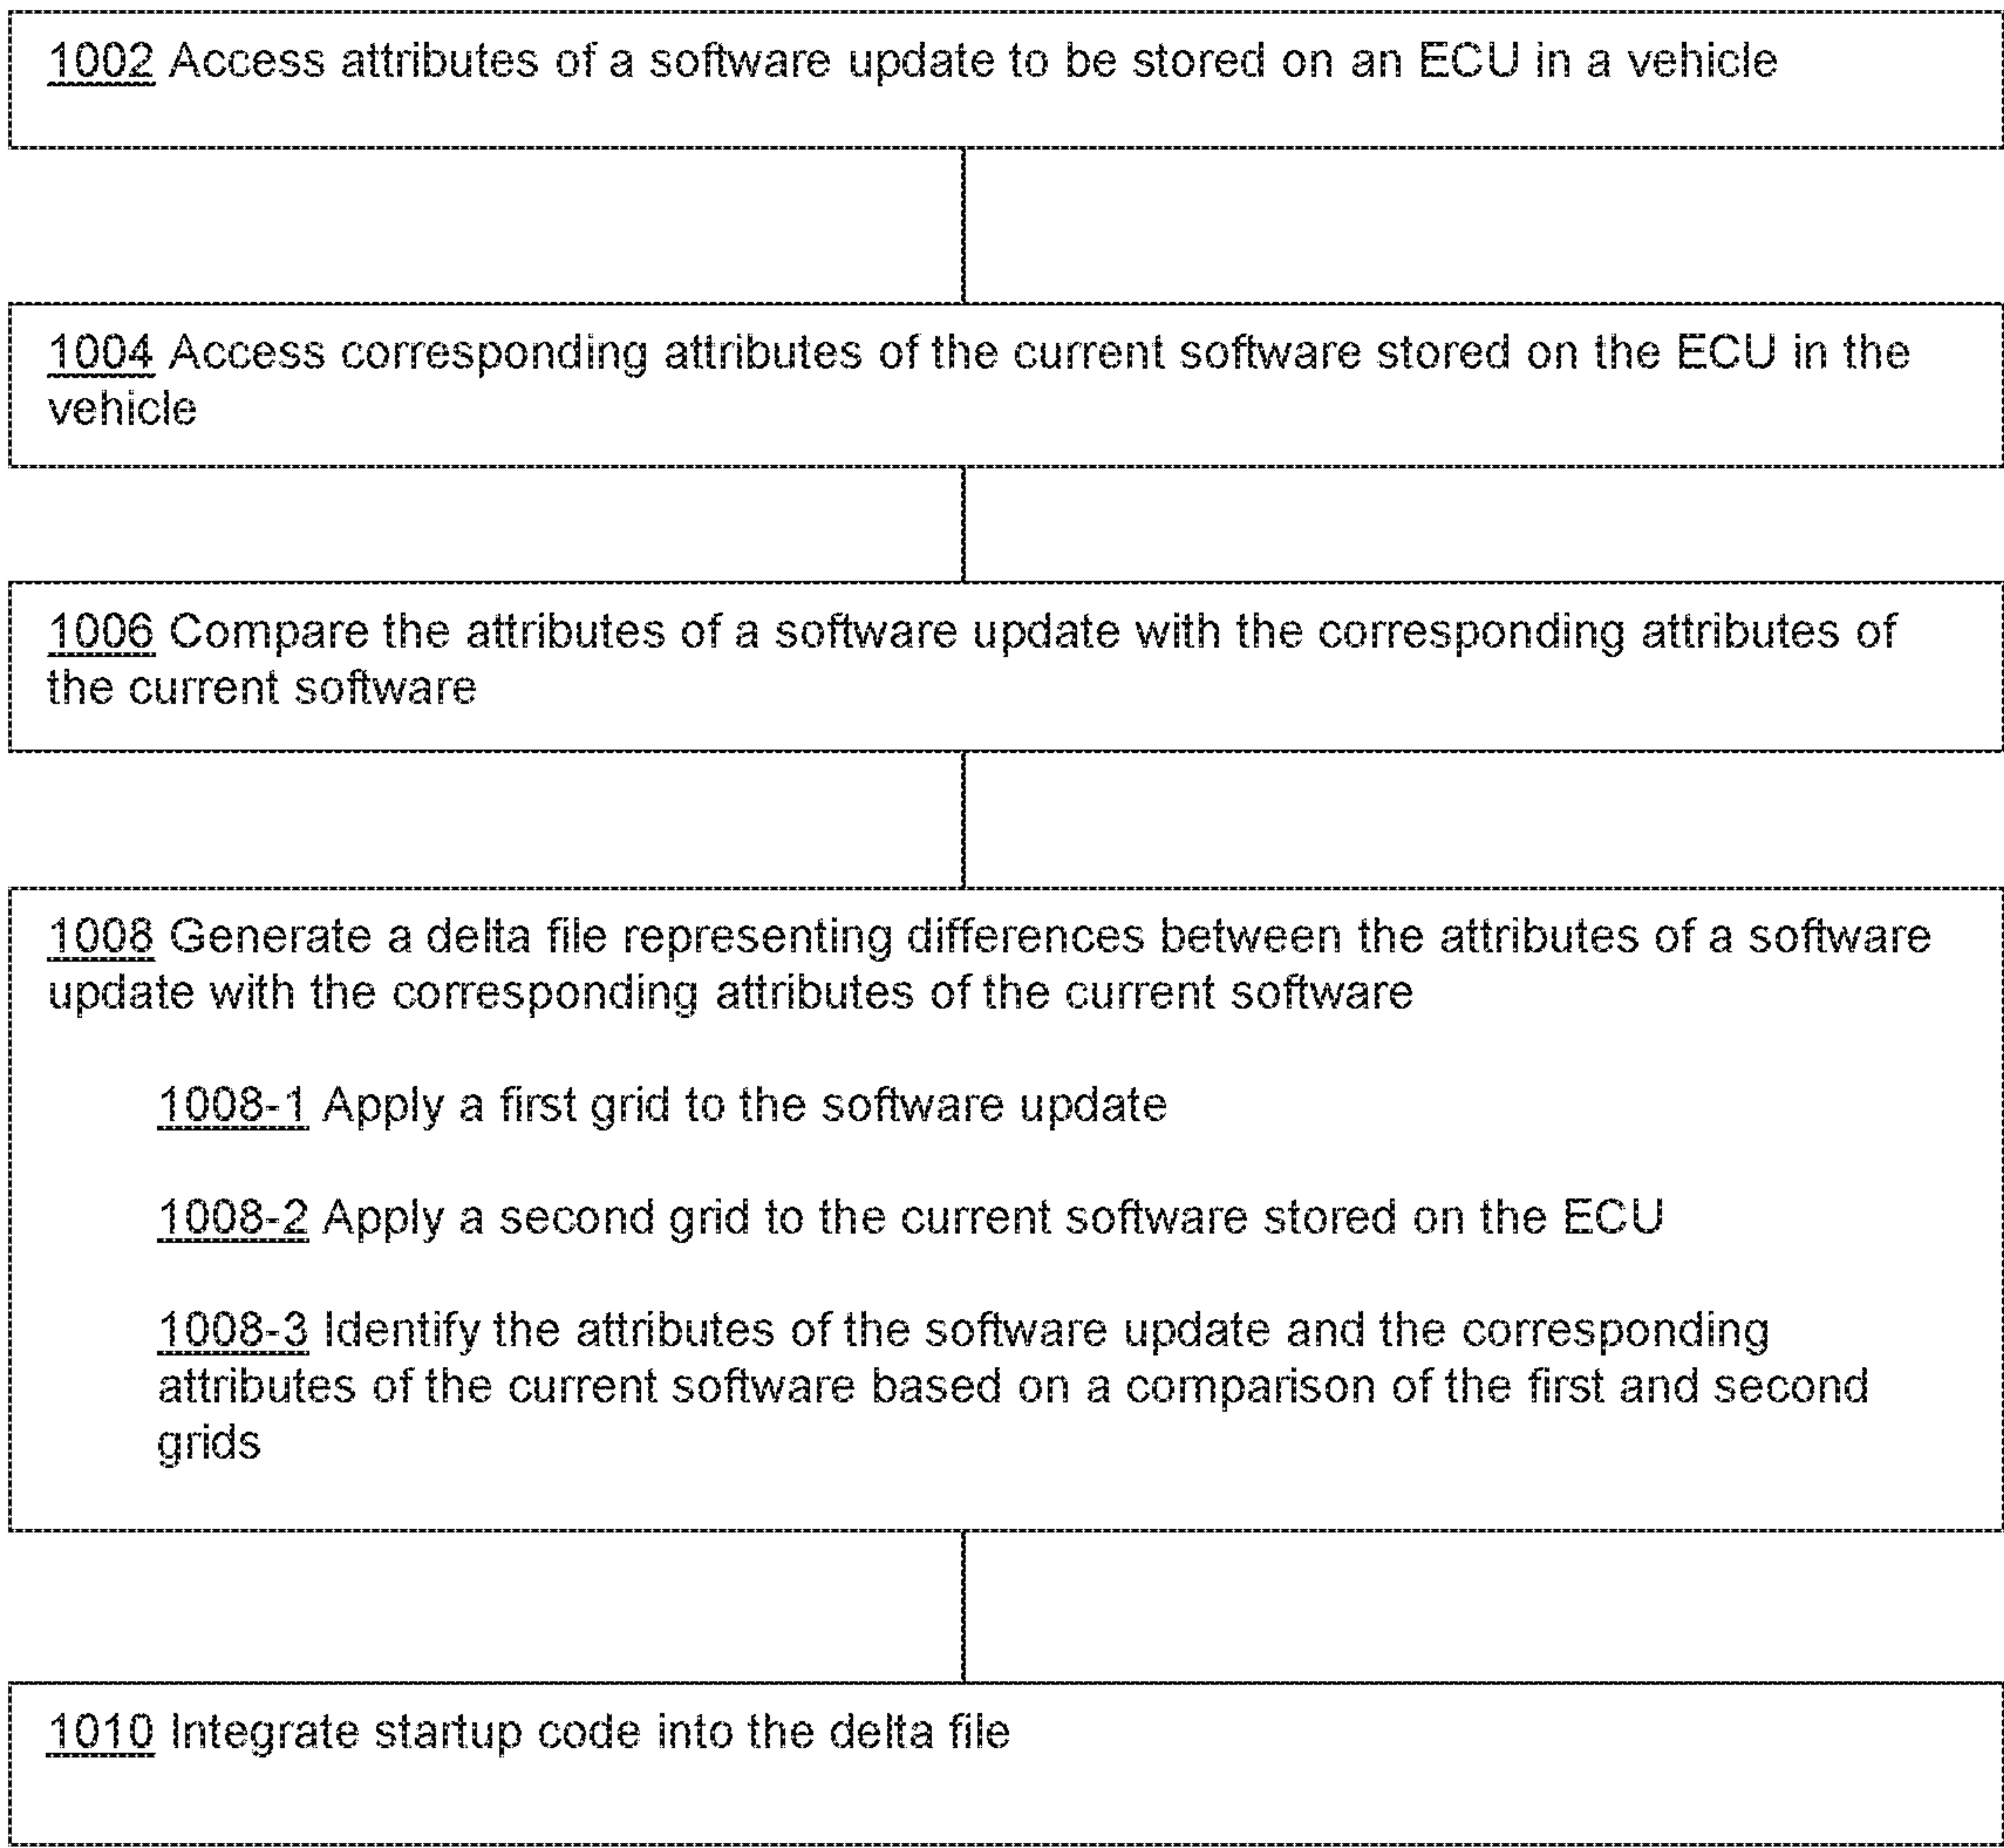 1002 Access attributes of a software update to be stored on an ECU in a vehicle
1004 Access corresponding attributes of the current software stored on the ECU in the
vehicle
1006 Compare the attributes of a software update with the corresponding attributes of
the current software
1008 Generate a delta file representing differences between the attributes of a software
update with the corresponding attributes of the current software
1008-1 Apply a first grid to the software update
1008-2 Apply a second grid to the current software stored on the ECU
1008-3 Identify the attributes of the software update and the corresponding
attributes of the current software based on a comparison of the first and second
grids
1010 Integrate startup code into the delta file